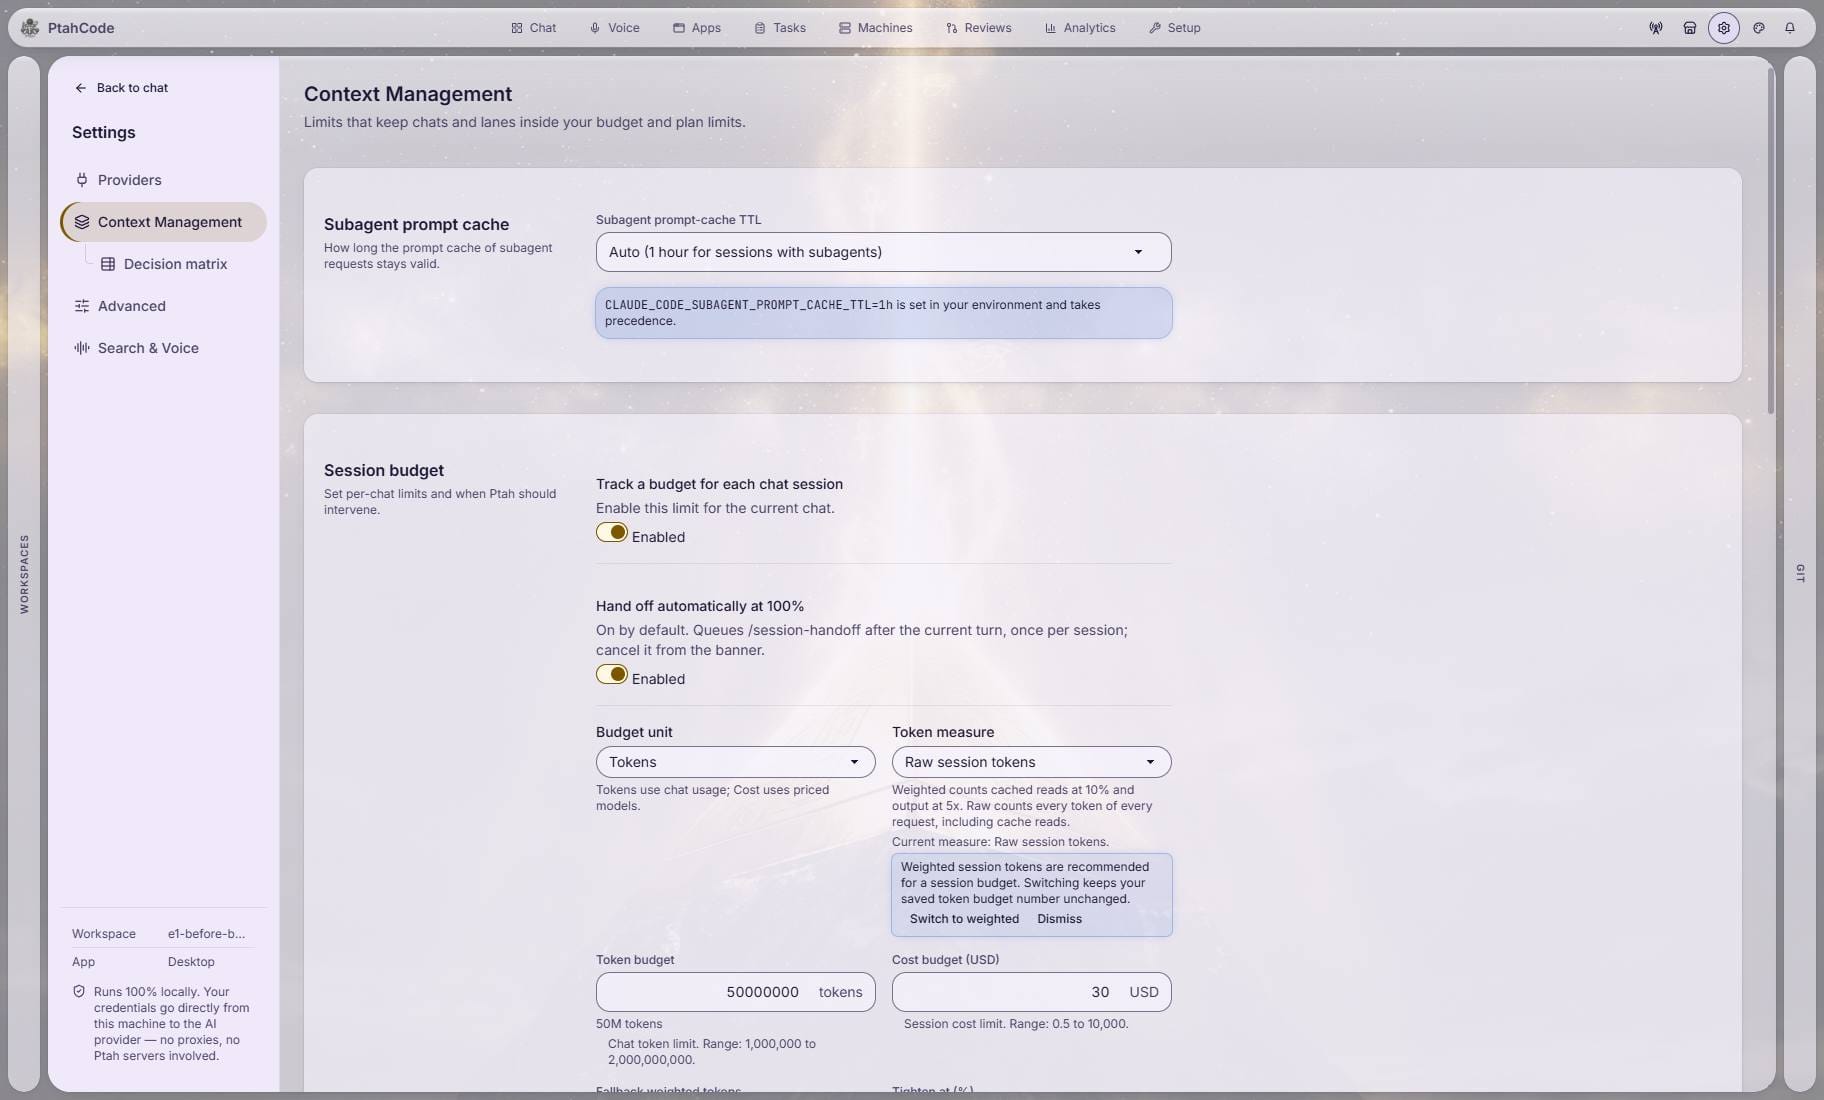 PtahCode
Chat
Voice
Apps
Tasks
Machines
Reviews
Analytics
Setup
WORKSPACES
Back to chat
Settings
Providers
Context Management
Decision matrix
Advanced
Search & Voice
Workspace e1-before-b...
App Desktop
Runs 100% locally. Your
credentials go directly from
this machine to the AI
provider — no proxies, no
Ptah servers involved.
Context Management
Limits that keep chats and lanes inside your budget and plan limits.
Subagent prompt cache
How long the prompt cache of subagent
requests stays valid.
Subagent prompt-cache TTL
Auto (1 hour for sessions with subagents)
CLAUDE_CODE_SUBAGENT_PROMPT_CACHE_TTL=1h is set in your environment and takes
precedence.
Session budget
Set per-chat limits and when Ptah should
intervene.
Track a budget for each chat session
Enable this limit for the current chat.
Enabled
Hand off automatically at 100%
On by default. Queues /session-handoff after the current turn, once per session;
cancel it from the banner.
Enabled
Budget unit
Tokens
Tokens use chat usage; Cost uses priced
models.
Token measure
Raw session tokens
Weighted counts cached reads at 10% and
output at 5x. Raw counts every token of every
request, including cache reads.
Current measure: Raw session tokens.
Weighted session tokens are recommended
for a session budget. Switching keeps your
saved token budget number unchanged.
Switch to weighted Dismiss
Token budget
50000000 tokens
50M tokens
Chat token limit. Range: 1,000,000 to
2,000,000,000.
Cost budget (USD)
30 USD
Session cost limit. Range: 0.5 to 10,000.
Fallback weighted tokens
Tighten at (%)
GIT